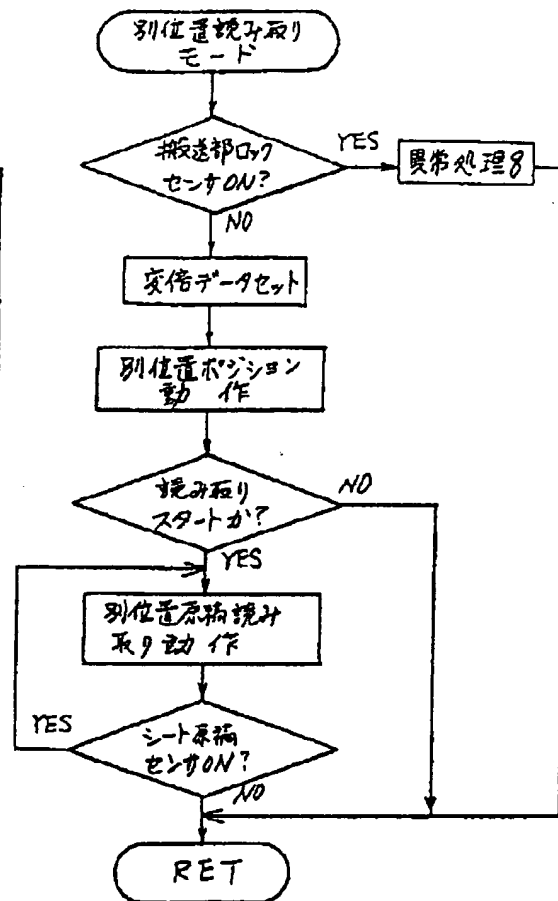 別位置読み取り
モード
搬送部ロック
センサON?
YES
異常処理8
NO
変倍データセット
別位置ポジション
動作
読み取り
スタートか?
NO
YES
別位置原稿読み
取り動作
YES
シート原稿
センサON?
NO
RET